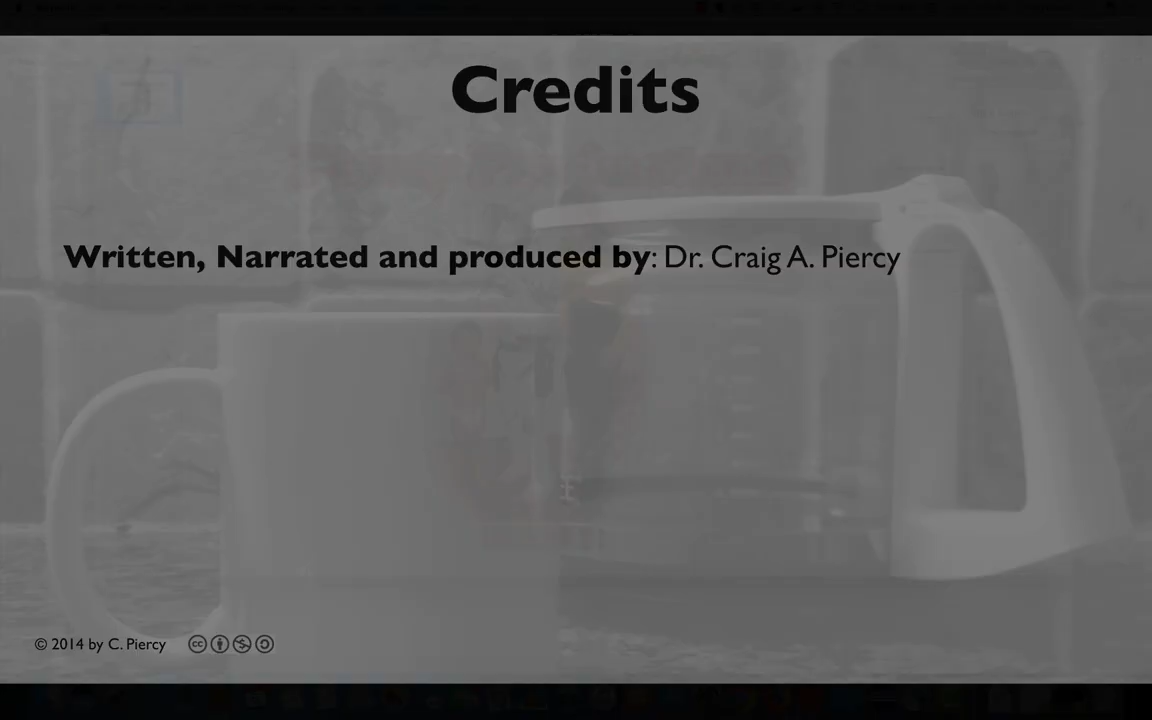 Credits
Written, Narrated and produced by: Dr. Craig A. Piercy
© 2014 by C. Piercy